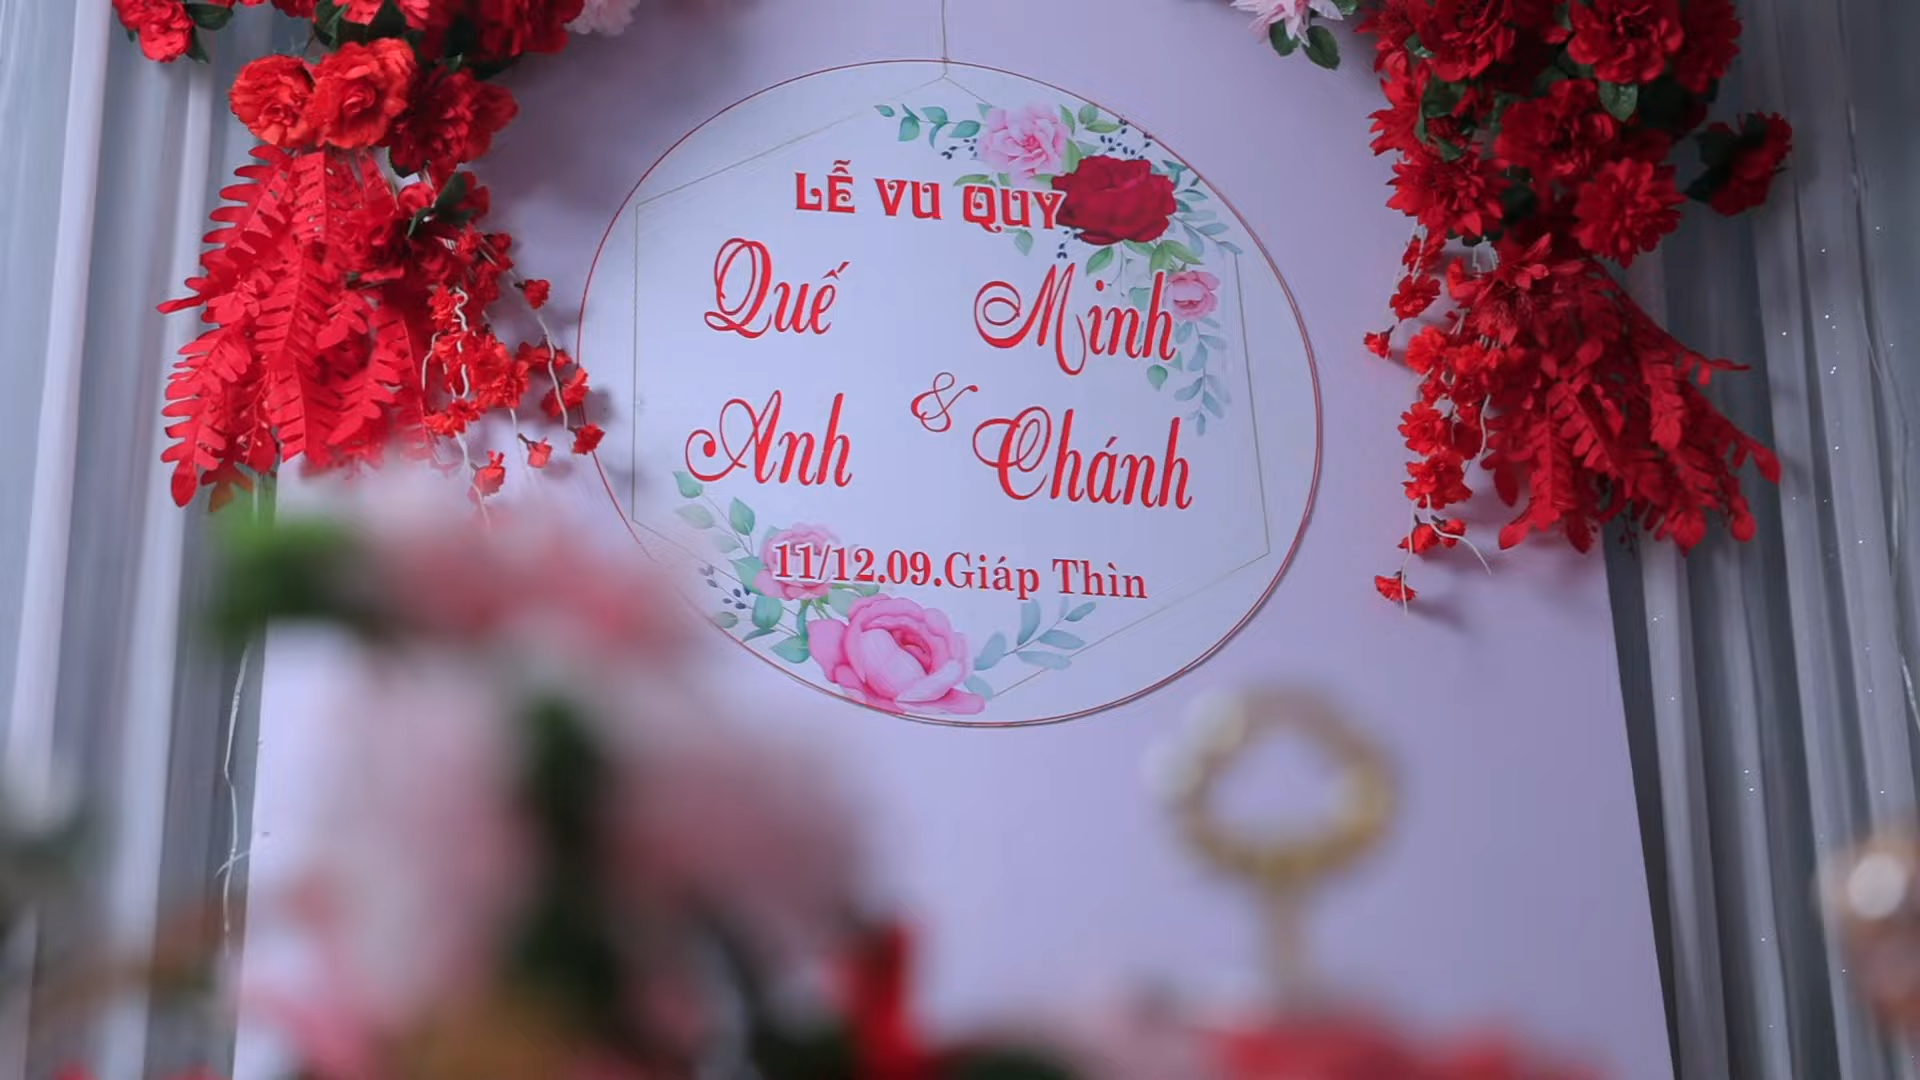 LỄ VU QUY
Quế Anh
&
Minh Chánh
11/12.09.Giáp Thìn